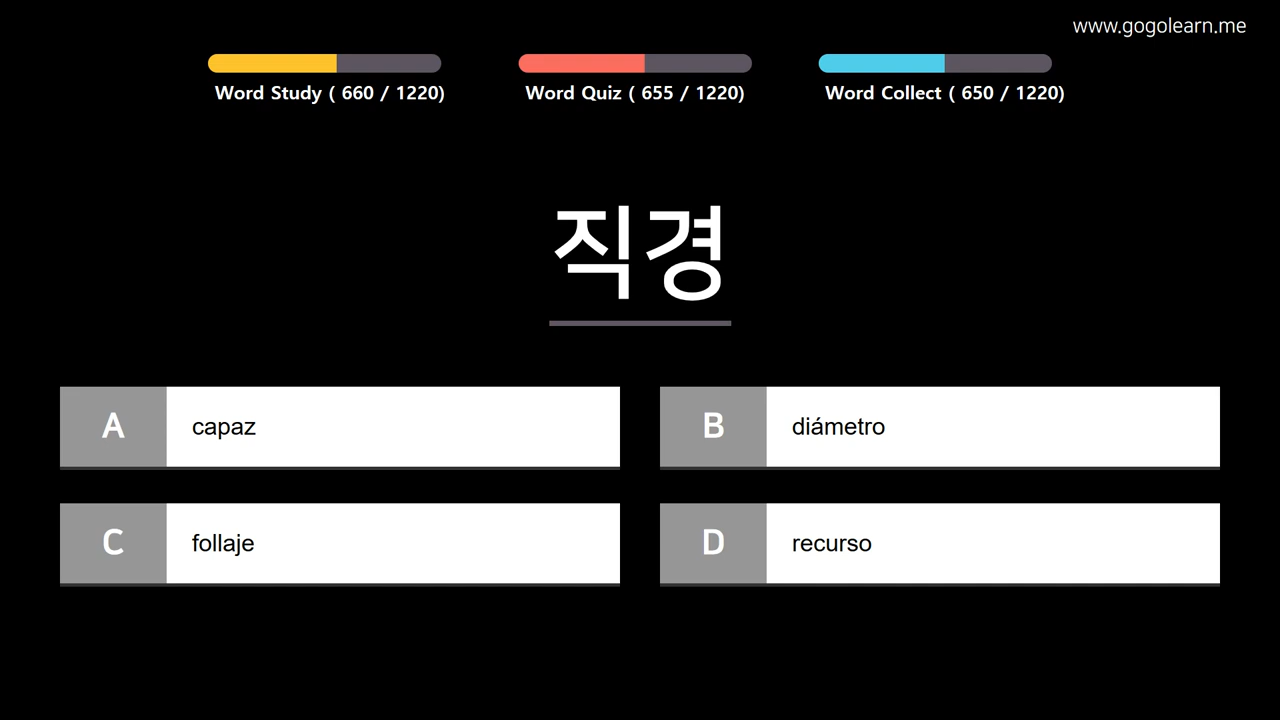 www.gogolearn.me
Word Study ( 660 / 1220)
Word Quiz ( 655 / 1220)
Word Collect ( 650 / 1220)
직경
A capaz
B diámetro
C follaje
D recurso